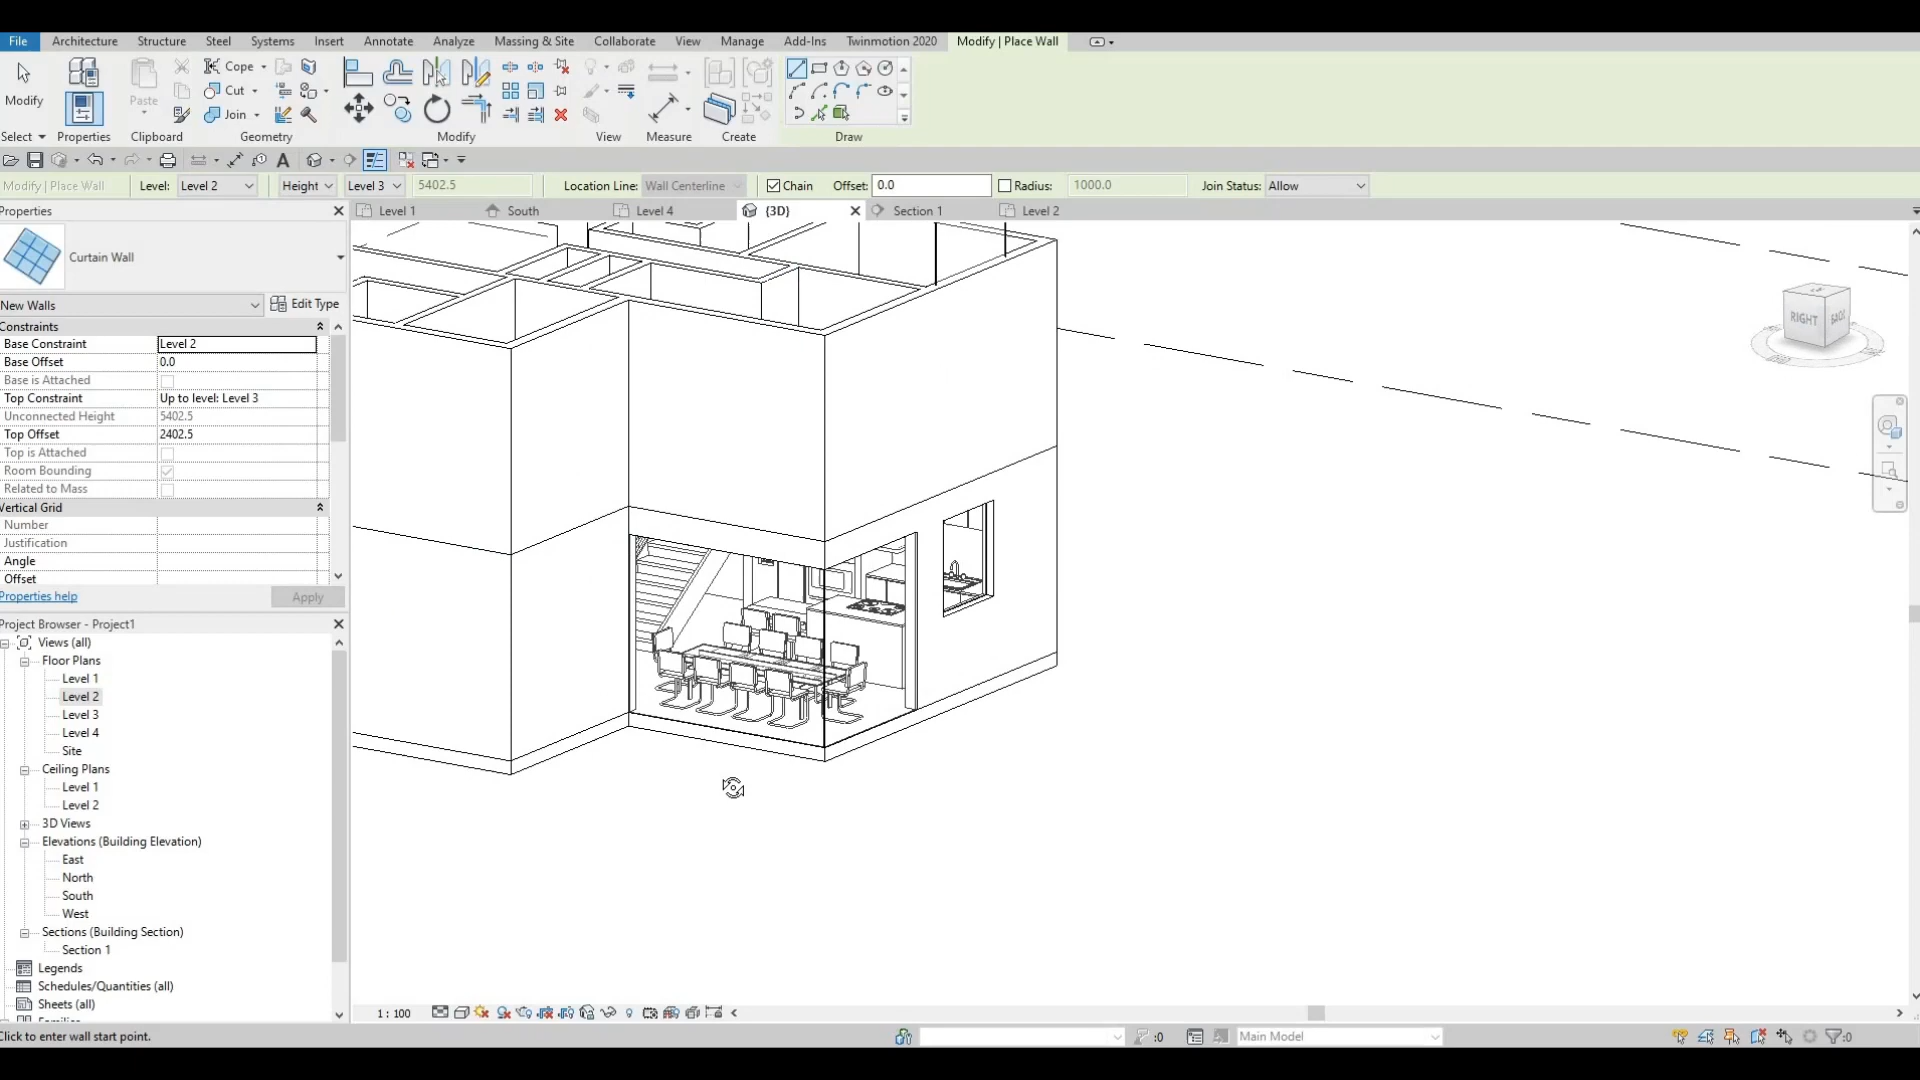 File Architecture Structure Steel Systems Insert Annotate Analyze Massing & Site Collaborate View Manage Add-Ins Twinmotion 2020 Modify | Place Wall
Modify Paste Cope Cut Join
Select Properties Clipboard Geometry Modify View Measure Create Draw
Modify | Place Wall Level: Level 2 Height Level 3 5402.5 Location Line: Wall Centerline Chain Offset: 0.0 Radius: 1000.0 Join Status: Allow
Properties
Level 1 South Level 4 {3D} Section 1 Level 2
Curtain Wall
New Walls Edit Type
Constraints
Base Constraint Level 2
Base Offset 0.0
Base is Attached
Top Constraint Up to level: Level 3
Unconnected Height 5402.5
Top Offset 2402.5
Top is Attached
Room Bounding
Related to Mass
Vertical Grid
Number
Justification
Angle
Offset
Properties help Apply
RIGHT BACK
Project Browser - Project1
Views (all)
Floor Plans
Level 1
Level 2
Level 3
Level 4
Site
Ceiling Plans
Level 1
Level 2
3D Views
Elevations (Building Elevation)
East
North
South
West
Sections (Building Section)
Section 1
Legends
Schedules/Quantities (all)
Sheets (all)
1 : 100
Click to enter wall start point. :0 Main Model :0